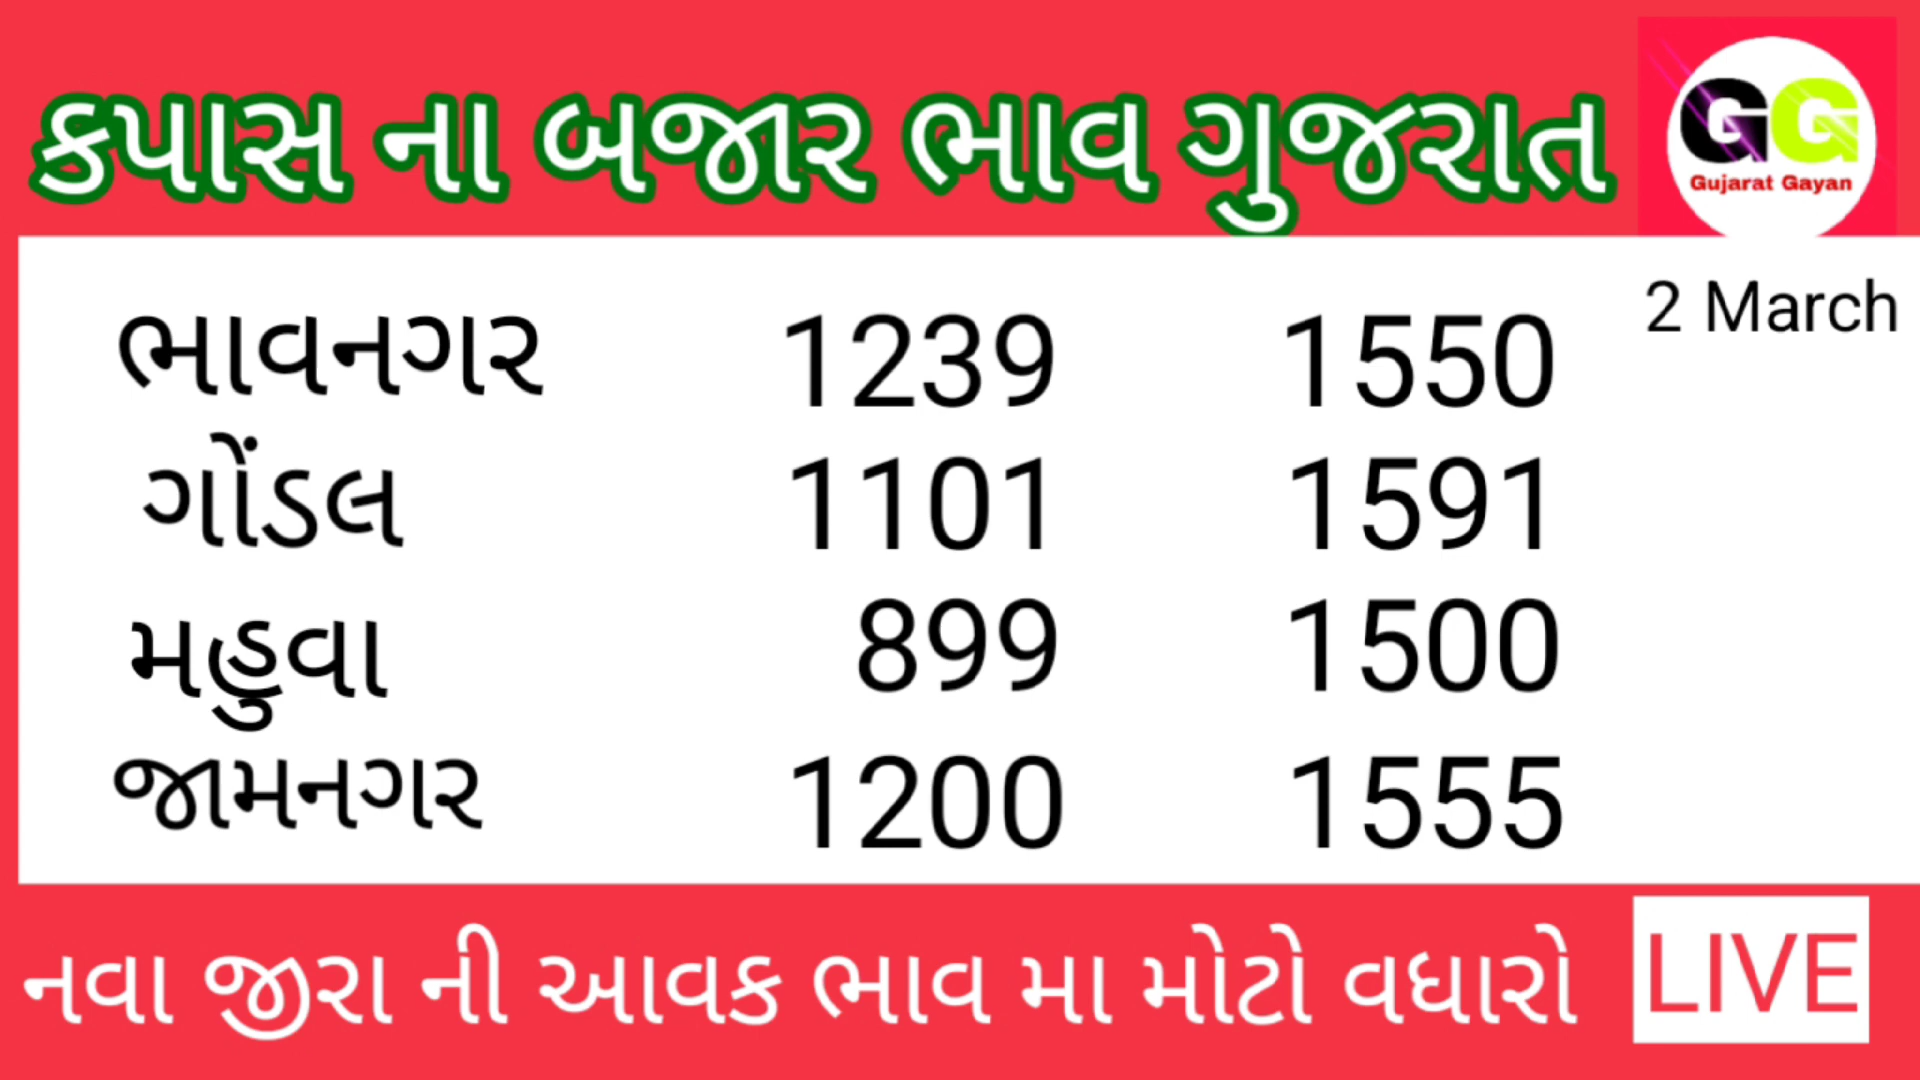 કપાસ ના બજાર ભાવ ગુજરાત
GG
Gujarat Gayan
2 March
ભાવનગર 1239 1550
ગોંડલ 1101 1591
મહુવા 899 1500
જામનગર 1200 1555
નવા જીરા ની આવક ભાવ મા મોટો વધારો
LIVE